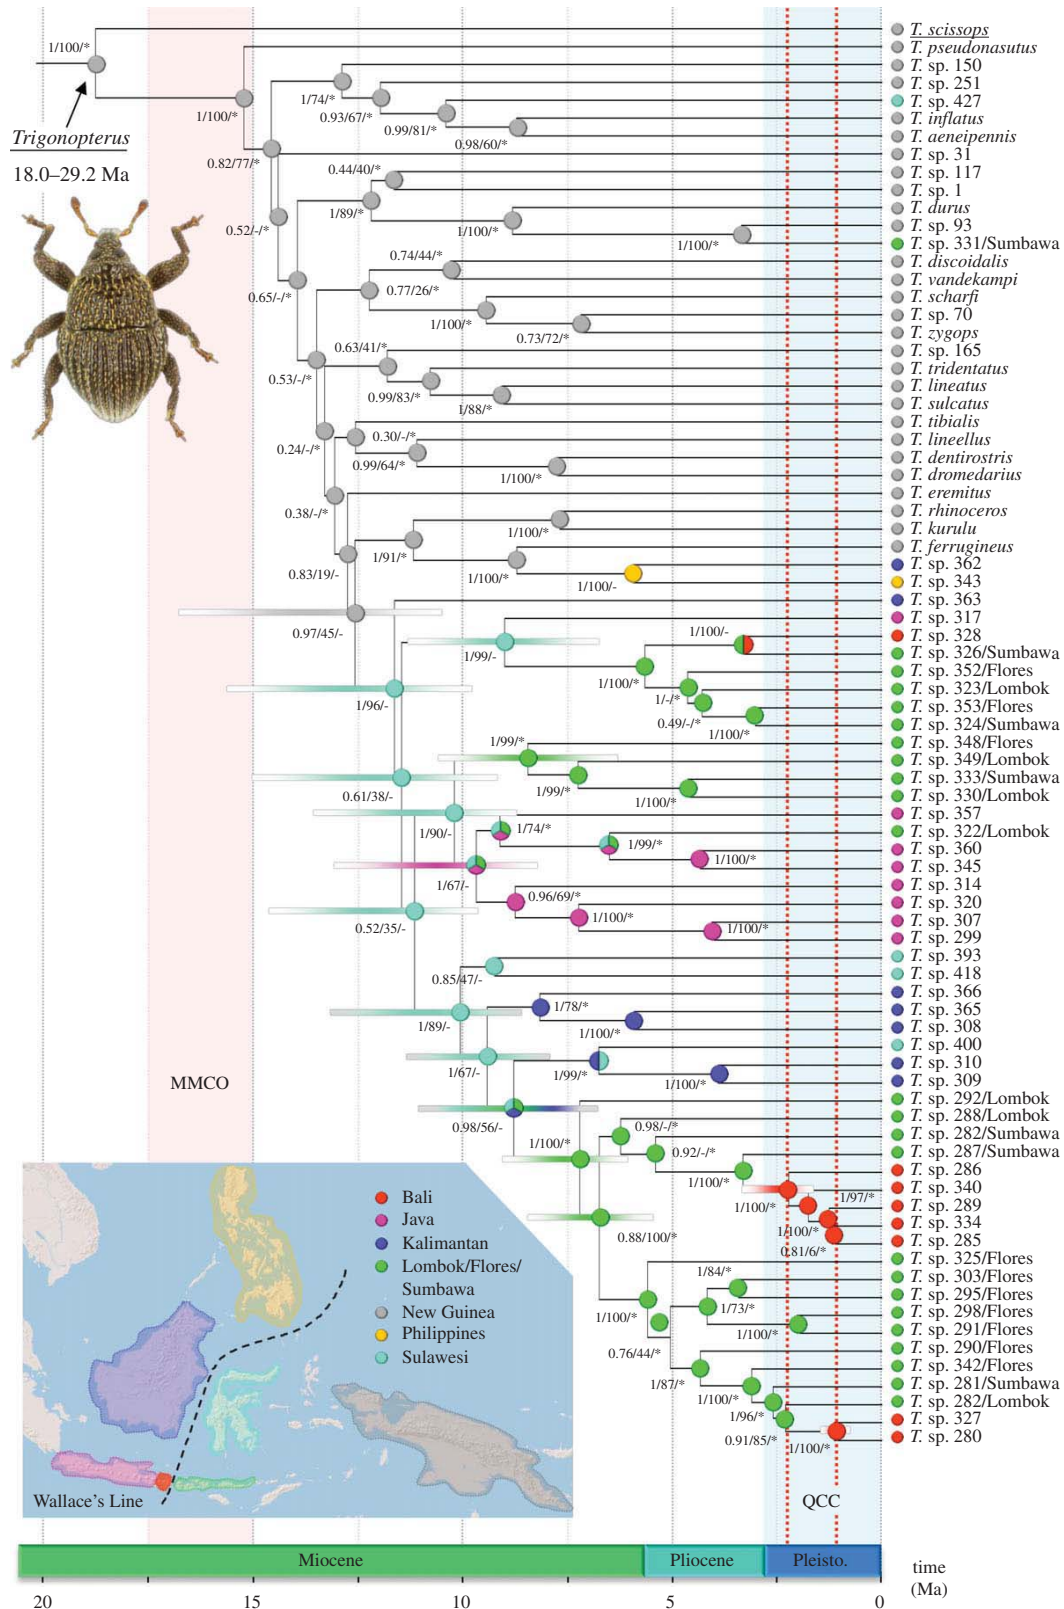 1/100/*
Trigonopterus
18.0–29.2 Ma
1/100/*
0.82/77/*
1/74/*
0.93/67/*
0.99/81/*
0.98/60/*
0.52/-/*
0.44/40/*
1/89/*
1/100/*
1/100/*
0.65/-/*
0.74/44/*
0.77/26/*
1/100/*
0.73/72/*
0.53/-/*
0.63/41/*
0.99/83/*
1/88/*
0.24/-/*
0.30/-/*
0.99/64/*
1/100/*
0.38/-/*
1/100/*
1/91/*
0.83/19/-
1/100/*
1/100/-
0.97/45/-
1/99/-
1/100/-
1/100/*
1/-/*
0.49/-/*
1/100/*
1/96/-
1/99/*
1/99/*
1/100/*
0.61/38/-
1/90/-
1/74/*
1/99/*
1/100/*
1/67/-
0.96/69/*
1/100/*
1/100/*
0.52/35/-
0.85/47/-
1/89/-
1/78/*
1/100/*
1/67/-
1/99/*
1/100/*
0.98/56/-
1/100/*
0.98/-/*
0.92/-/*
1/100/*
1/100/*
1/97/*
1/100/*
0.81/6/*
0.88/100/*
1/100/*
1/84/*
1/73/*
1/100/*
0.76/44/*
1/87/*
1/100/*
1/96/*
0.91/85/*
1/100/*
T. scissops
T. pseudonasutus
T. sp. 150
T. sp. 251
T. sp. 427
T. inflatus
T. aeneipennis
T. sp. 31
T. sp. 117
T. sp. 1
T. durus
T. sp. 93
T. sp. 331/Sumbawa
T. discoidalis
T. vandekampi
T. scharfi
T. sp. 70
T. zygops
T. sp. 165
T. tridentatus
T. lineatus
T. sulcatus
T. tibialis
T. lineellus
T. dentirostris
T. dromedarius
T. eremitus
T. rhinoceros
T. kurulu
T. ferrugineus
T. sp. 362
T. sp. 343
T. sp. 363
T. sp. 317
T. sp. 328
T. sp. 326/Sumbawa
T. sp. 352/Flores
T. sp. 323/Lombok
T. sp. 353/Flores
T. sp. 324/Sumbawa
T. sp. 348/Flores
T. sp. 349/Lombok
T. sp. 333/Sumbawa
T. sp. 330/Lombok
T. sp. 357
T. sp. 322/Lombok
T. sp. 360
T. sp. 345
T. sp. 314
T. sp. 320
T. sp. 307
T. sp. 299
T. sp. 393
T. sp. 418
T. sp. 366
T. sp. 365
T. sp. 308
T. sp. 400
T. sp. 310
T. sp. 309
T. sp. 292/Lombok
T. sp. 288/Lombok
T. sp. 282/Sumbawa
T. sp. 287/Sumbawa
T. sp. 286
T. sp. 340
T. sp. 289
T. sp. 334
T. sp. 285
T. sp. 325/Flores
T. sp. 303/Flores
T. sp. 295/Flores
T. sp. 298/Flores
T. sp. 291/Flores
T. sp. 290/Flores
T. sp. 342/Flores
T. sp. 281/Sumbawa
T. sp. 282/Lombok
T. sp. 327
T. sp. 280
MMCO
Bali
Java
Kalimantan
Lombok/Flores/
Sumbawa
New Guinea
Philippines
Sulawesi
Wallace's Line
QCC
Miocene
Pliocene
Pleisto.
time
(Ma)
20
15
10
5
0